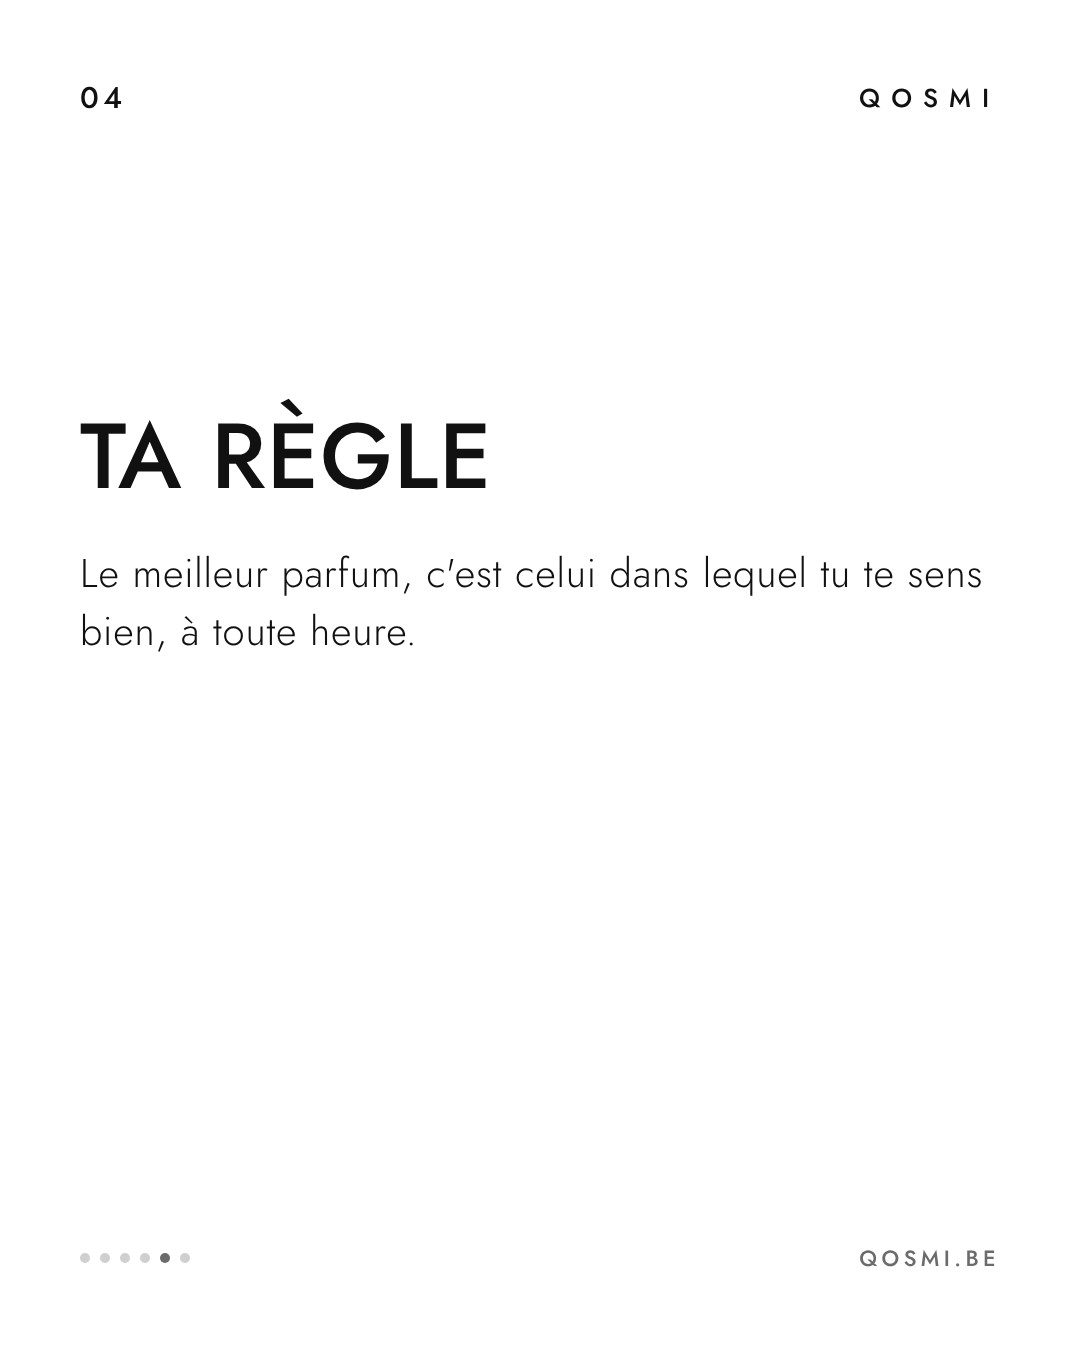 04
QOSMI
TA RÈGLE
Le meilleur parfum, c'est celui dans lequel tu te sens
bien, à toute heure.
QOSMI.BE